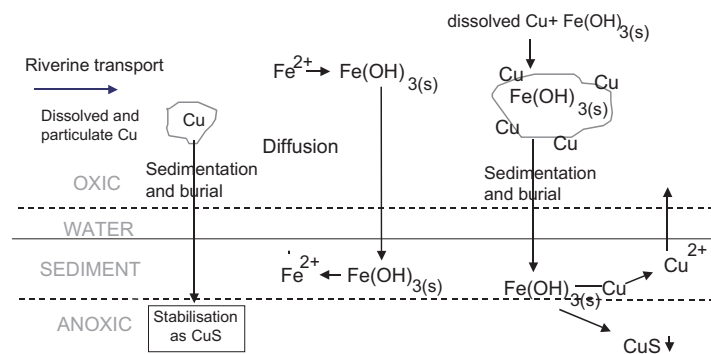 dissolved Cu+ Fe(OH)3(s)
Riverine transport
Dissolved and
particulate Cu
Cu
Fe2+ Fe(OH)3(s)
Cu
Cu
Fe(OH)3(s)
Cu
Cu
Diffusion
Sedimentation
and burial
Sedimentation
and burial
OXIC
WATER
SEDIMENT
Fe2+ Fe(OH)3(s)
Fe(OH)3(s) Cu
Cu2+
ANOXIC
Stabilisation
as CuS
CuS